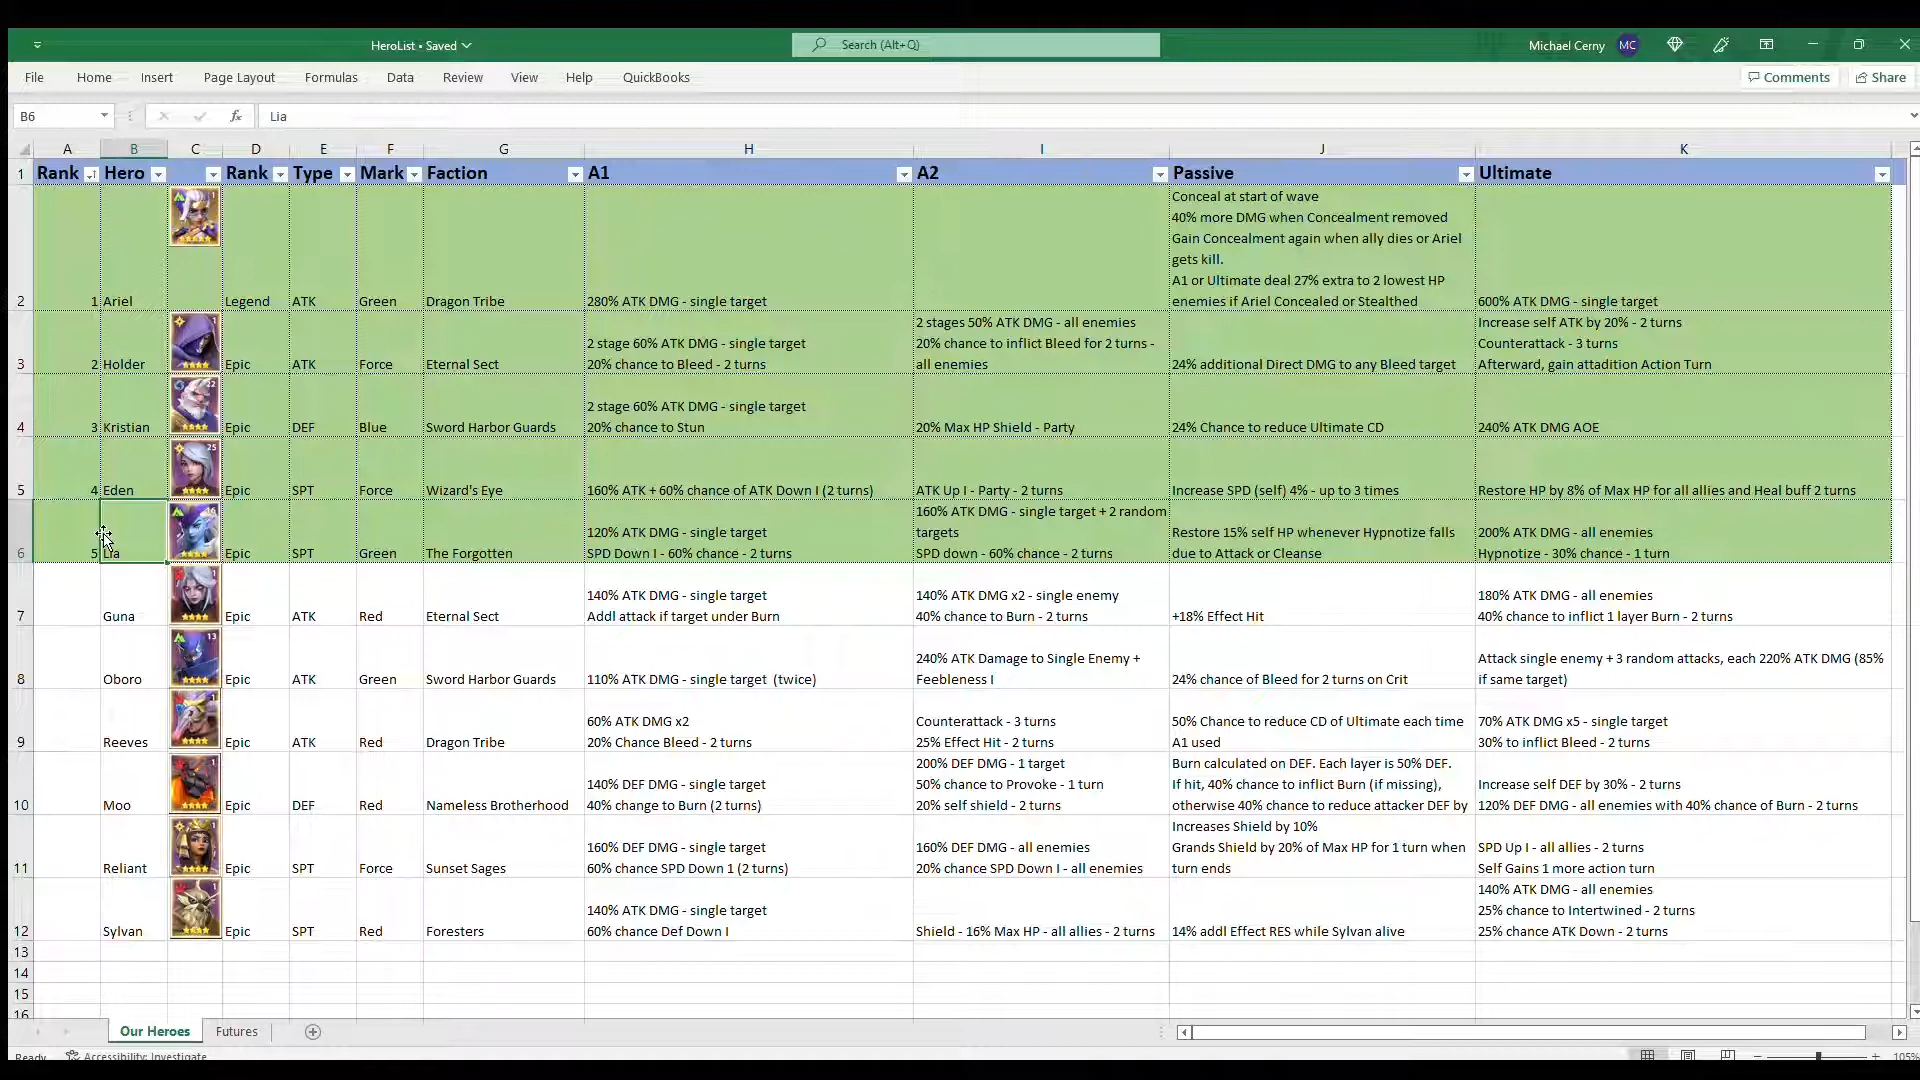 HeroList • Saved
Search (Alt+Q)
Michael Cerny
MC
File Home Insert Page Layout Formulas Data Review View Help QuickBooks
Comments Share
B6 fx Lia
A B C D E F G H I J K
1 Rank Hero Rank Type Mark Faction A1 A2 Passive Ultimate
Conceal at start of wave
40% more DMG when Concealment removed
Gain Concealment again when ally dies or Ariel
gets kill.
A1 or Ultimate deal 27% extra to 2 lowest HP
2 1 Ariel Legend ATK Green Dragon Tribe 280% ATK DMG - single target enemies if Ariel Concealed or Stealthed 600% ATK DMG - single target
2 stages 50% ATK DMG - all enemies Increase self ATK by 20% - 2 turns
2 stage 60% ATK DMG - single target 20% chance to inflict Bleed for 2 turns - Counterattack - 3 turns
3 2 Holder Epic ATK Force Eternal Sect 20% chance to Bleed - 2 turns all enemies 24% additional Direct DMG to any Bleed target Afterward, gain attadition Action Turn
2 stage 60% ATK DMG - single target
4 3 Kristian Epic DEF Blue Sword Harbor Guards 20% chance to Stun 20% Max HP Shield - Party 24% Chance to reduce Ultimate CD 240% ATK DMG AOE
5 4 Eden Epic SPT Force Wizard's Eye 160% ATK + 60% chance of ATK Down I (2 turns) ATK Up I - Party - 2 turns Increase SPD (self) 4% - up to 3 times Restore HP by 8% of Max HP for all allies and Heal buff 2 turns
160% ATK DMG - single target + 2 random
120% ATK DMG - single target targets Restore 15% self HP whenever Hypnotize falls 200% ATK DMG - all enemies
6 5 Lia Epic SPT Green The Forgotten SPD Down I - 60% chance - 2 turns SPD down - 60% chance - 2 turns due to Attack or Cleanse Hypnotize - 30% chance - 1 turn
140% ATK DMG - single target 140% ATK DMG x2 - single enemy 180% ATK DMG - all enemies
7 Guna Epic ATK Red Eternal Sect Addl attack if target under Burn 40% chance to Burn - 2 turns +18% Effect Hit 40% chance to inflict 1 layer Burn - 2 turns
240% ATK Damage to Single Enemy + Attack single enemy + 3 random attacks, each 220% ATK DMG (85%
8 Oboro Epic ATK Green Sword Harbor Guards 110% ATK DMG - single target (twice) Feebleness I 24% chance of Bleed for 2 turns on Crit if same target)
60% ATK DMG x2 Counterattack - 3 turns 50% Chance to reduce CD of Ultimate each time 70% ATK DMG x5 - single target
9 Reeves Epic ATK Red Dragon Tribe 20% Chance Bleed - 2 turns 25% Effect Hit - 2 turns A1 used 30% to inflict Bleed - 2 turns
200% DEF DMG - 1 target Burn calculated on DEF. Each layer is 50% DEF.
140% DEF DMG - single target 50% chance to Provoke - 1 turn If hit, 40% chance to inflict Burn (if missing), Increase self DEF by 30% - 2 turns
10 Moo Epic DEF Red Nameless Brotherhood 40% change to Burn (2 turns) 20% self shield - 2 turns otherwise 40% chance to reduce attacker DEF by 120% DEF DMG - all enemies with 40% chance of Burn - 2 turns
Increases Shield by 10%
160% DEF DMG - single target 160% DEF DMG - all enemies Grands Shield by 20% of Max HP for 1 turn when SPD Up I - all allies - 2 turns
11 Reliant Epic SPT Force Sunset Sages 60% chance SPD Down 1 (2 turns) 20% chance SPD Down I - all enemies turn ends Self Gains 1 more action turn
140% ATK DMG - all enemies
140% ATK DMG - single target 25% chance to Intertwined - 2 turns
12 Sylvan Epic SPT Red Foresters 60% chance Def Down I Shield - 16% Max HP - all allies - 2 turns 14% addl Effect RES while Sylvan alive 25% chance ATK Down - 2 turns
13
14
15
16
Our Heroes Futures
Ready Accessibility: Investigate 105%